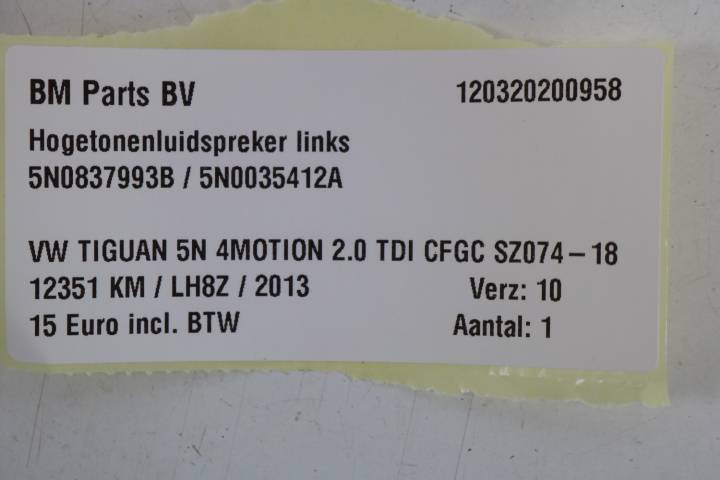 BM Parts BV 120320200958
Hogetonenluidspreker links
5N0837993B / 5N0035412A
VW TIGUAN 5N 4MOTION 2.0 TDI CFGC SZ074-18
12351 KM / LH8Z / 2013 Verz: 10
15 Euro incl. BTW Aantal: 1